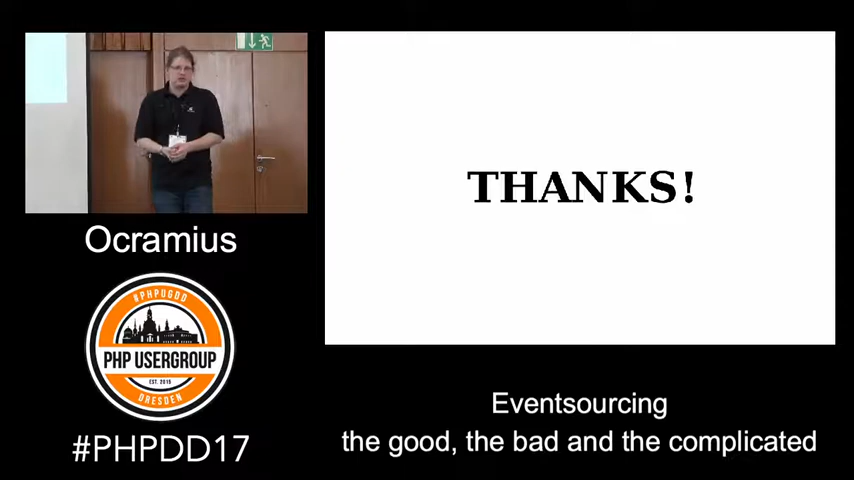 THANKS!
Ocramius
#PHPUGDD
PHP USERGROUP
EST. 2015
DRESDEN
#PHPDD17
Eventsourcing
the good, the bad and the complicated